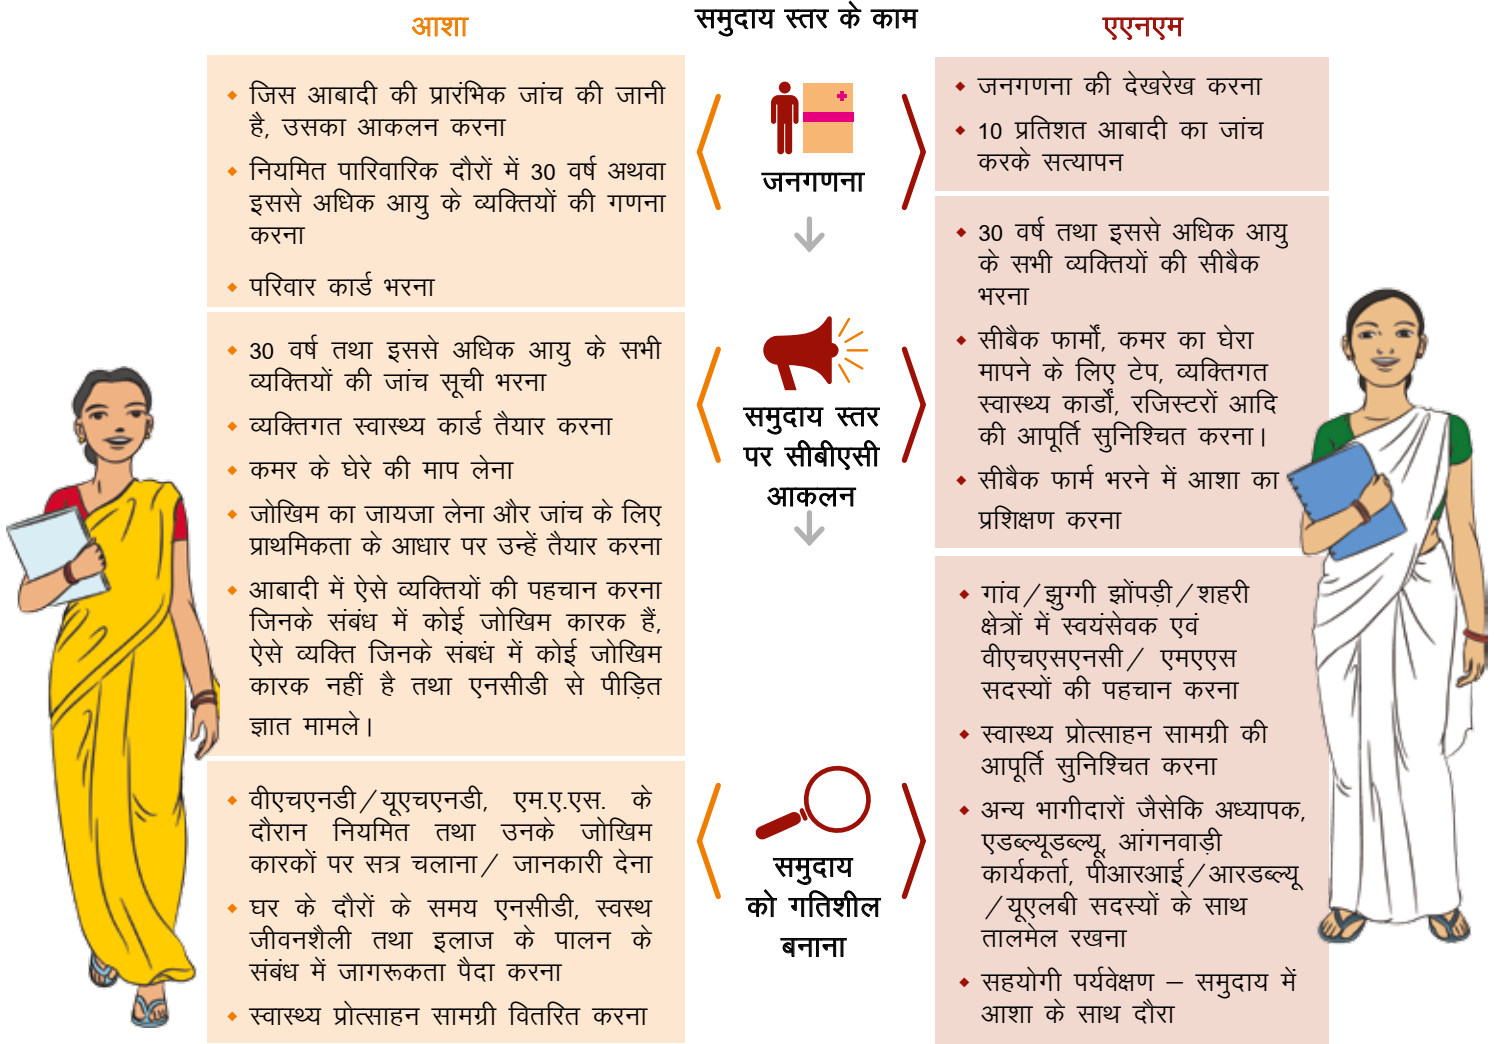 आशा
जिस आबादी की प्रारंभिक जांच की जानी
है, उसका आकलन करना
नियमित पारिवारिक दौरों में 30 वर्ष अथवा
इससे अधिक आयु के व्यक्तियों की गणना
करना
परिवार कार्ड भरना
30 वर्ष तथा इससे अधिक आयु के सभी
व्यक्तियों की जांच सूची भरना
व्यक्तिगत स्वास्थ्य कार्ड तैयार करना
कमर के घेरे की माप लेना
जोखिम का जायजा लेना और जांच के लिए
प्राथमिकता के आधार पर उन्हें तैयार करना
आबादी में ऐसे व्यक्तियों की पहचान करना
जिनके संबंध में कोई जोखिम कारक हैं,
ऐसे व्यक्ति जिनके संबधं में कोई जोखिम
कारक नहीं है तथा एनसीडी से पीड़ित
ज्ञात मामले।
वीएचएनडी/यूएचएनडी, एम.ए.एस. के
दौरान नियमित तथा उनके जोखिम
कारकों पर सत्र चलाना/ जानकारी देना
घर के दौरों के समय एनसीडी, स्वस्थ
जीवनशैली तथा इलाज के पालन के
संबंध में जागरूकता पैदा करना
स्वास्थ्य प्रोत्साहन सामग्री वितरित करना
समुदाय स्तर के काम
जनगणना
समुदाय स्तर
पर सीबीएसी
आकलन
समुदाय
को गतिशील
बनाना
एएनएम
जनगणना की देखरेख करना
10 प्रतिशत आबादी का जांच
करके सत्यापन
30 वर्ष तथा इससे अधिक आयु
के सभी व्यक्तियों की सीबैक
भरना
सीबैक फार्मों, कमर का घेरा
मापने के लिए टेप, व्यक्तिगत
स्वास्थ्य कार्डों, रजिस्टरों आदि
की आपूर्ति सुनिश्चित करना।
सीबैक फार्म भरने में आशा का
प्रशिक्षण करना
गांव/झुग्गी झोंपड़ी/शहरी
क्षेत्रों में स्वयंसेवक एवं
वीएचएसएनसी/ एमएएस
सदस्यों की पहचान करना
स्वास्थ्य प्रोत्साहन सामग्री की
आपूर्ति सुनिश्चित करना
अन्य भागीदारों जैसेकि अध्यापक,
एडब्ल्यूडब्ल्यू, आंगनवाड़ी
कार्यकर्ता, पीआरआई/आरडब्ल्यू
/यूएलबी सदस्यों के साथ
तालमेल रखना
सहयोगी पर्यवेक्षण – समुदाय में
आशा के साथ दौरा